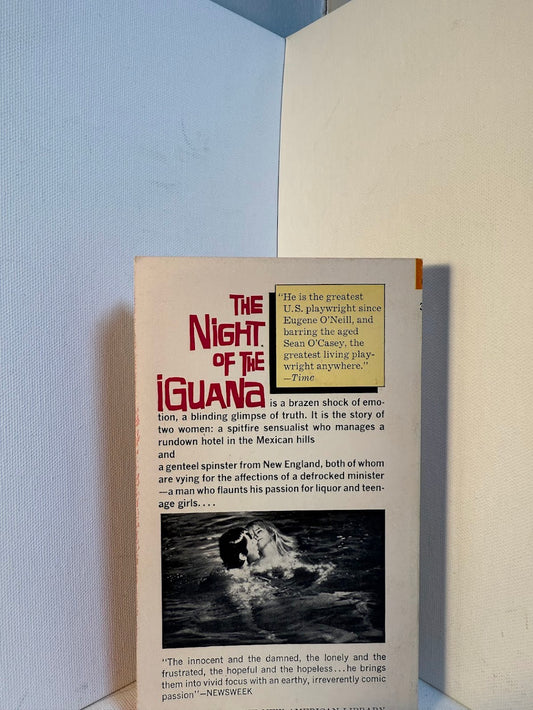 THE
NiGHT
OF THE
iGUANa
"He is the greatest
U.S. playwright since
Eugene O'Neill, and
barring the aged
Sean O'Casey, the
greatest living play-
wright anywhere."
—Time
is a brazen shock of emo-
tion, a blinding glimpse of truth. It is the story of
two women: a spitfire sensualist who manages a
rundown hotel in the Mexican hills
and
a genteel spinster from New England, both of whom
are vying for the affections of a defrocked minister
—a man who flaunts his passion for liquor and teen-
age girls....
"The innocent and the damned, the lonely and the
frustrated, the hopeful and the hopeless...he brings
them into vivid focus with an earthy, irreverently comic
passion"—NEWSWEEK
AMERICAN LIBRARY